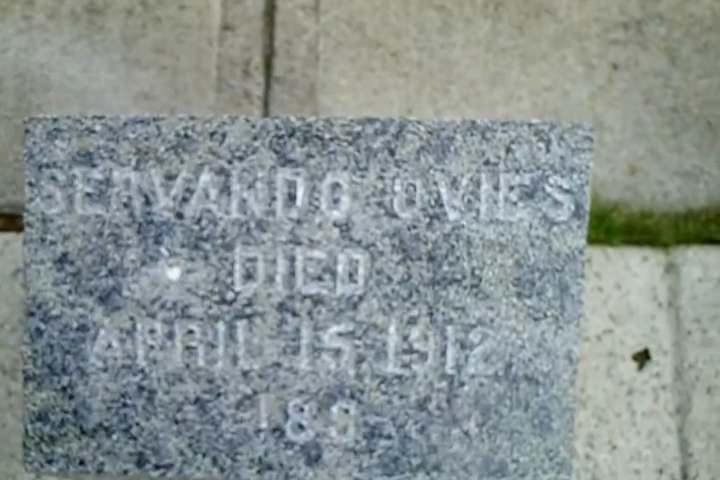 SERVANDO OVIES
DIED
APRIL 15, 1912
189